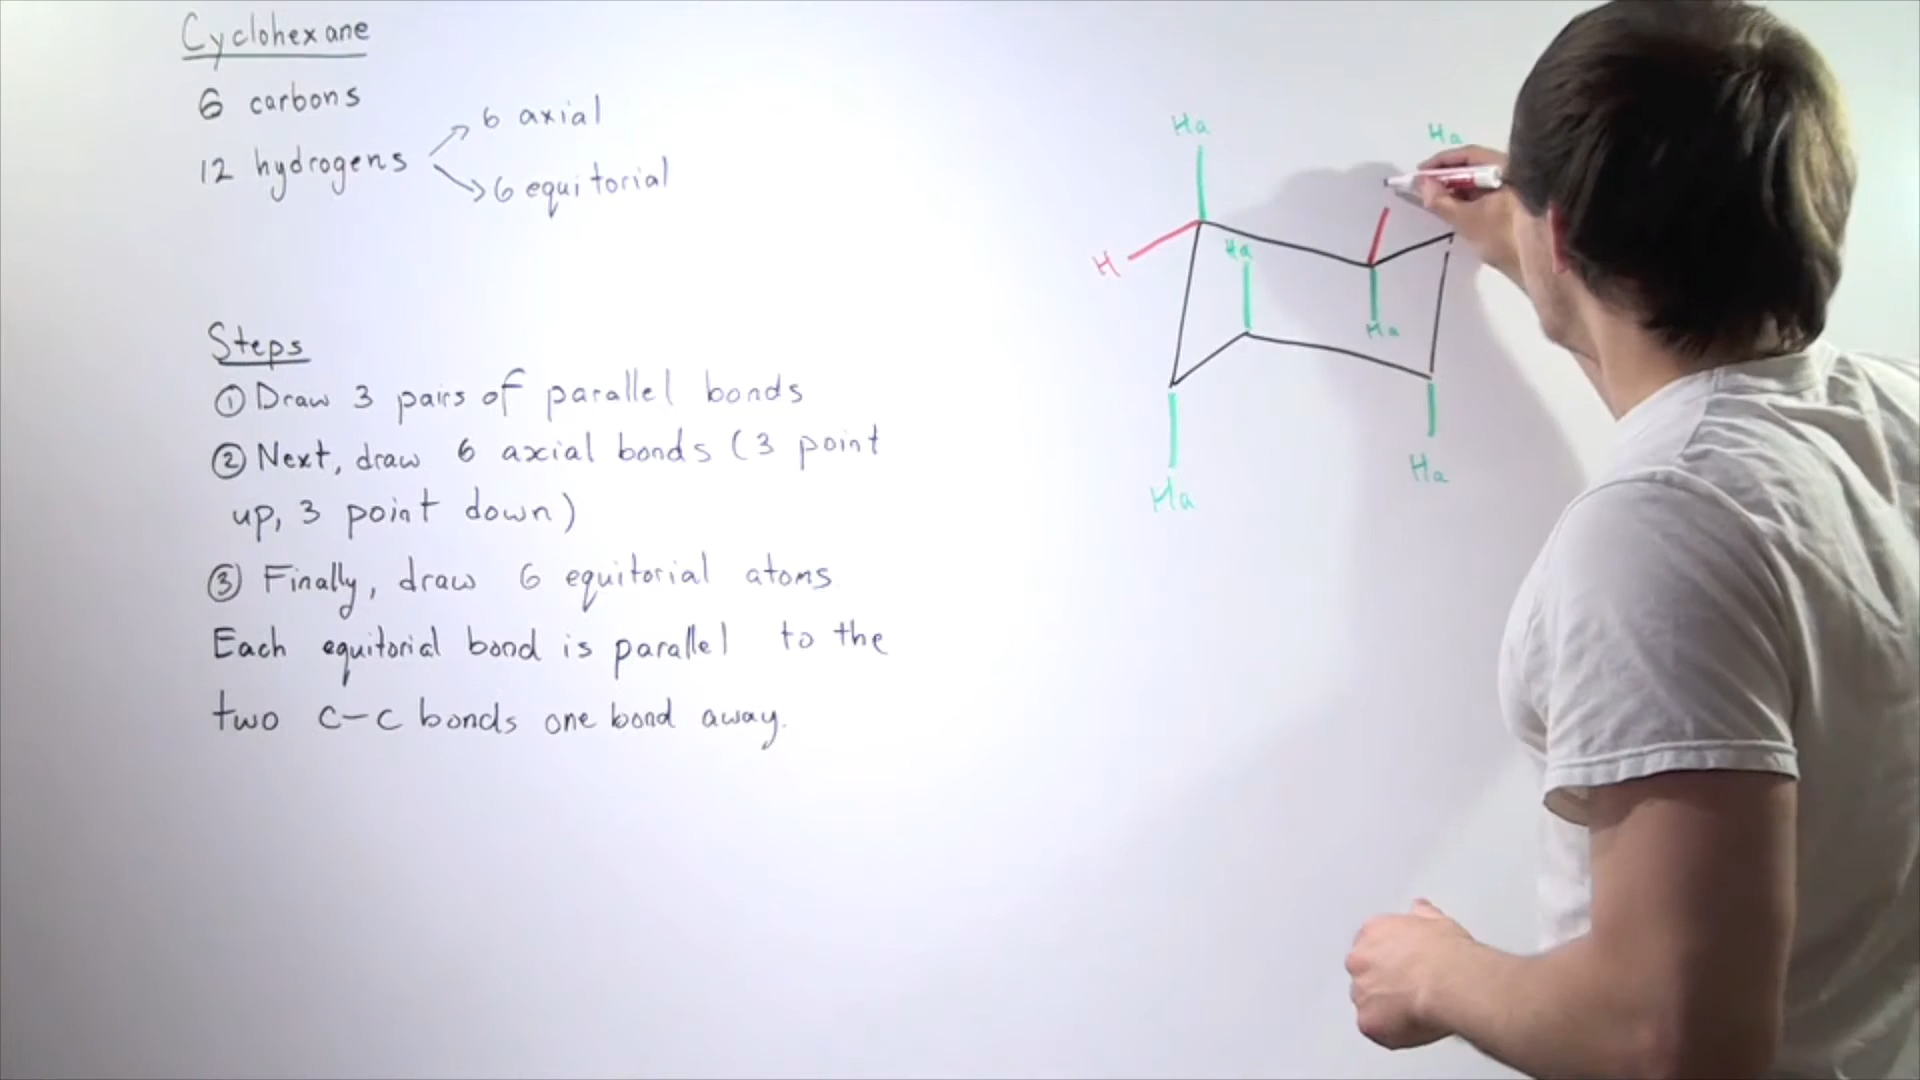 Cyclohexane
6 carbons
6 axial
12 hydrogens
6 equitorial
Steps
① Draw 3 pairs of parallel bonds
② Next, draw 6 axial bonds (3 point
up, 3 point down)
③ Finally, draw 6 equitorial atoms
Each equitorial bond is parallel to the
two c-c bonds one bond away.
Ha
Ha
H
Ha
Ha
Ha
Ha